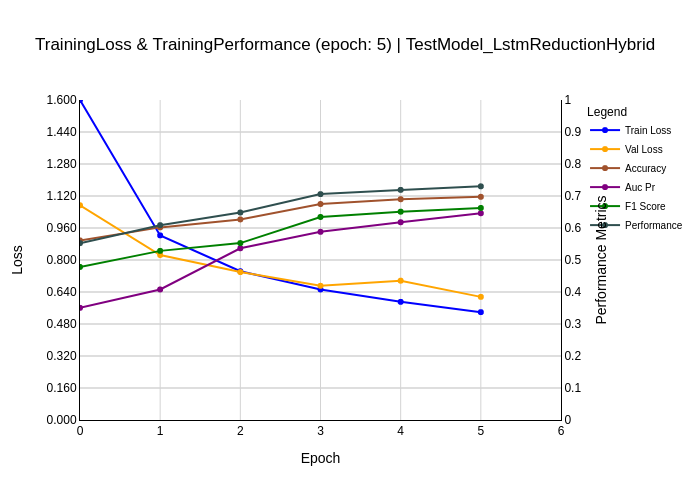 TrainingLoss & TrainingPerformance (epoch: 5) | TestModel_LstmReductionHybrid
Legend
Train Loss
Val Loss
Accuracy
Auc Pr
F1 Score
Performance
1.600
1.440
1.280
1.120
0.960
0.800
0.640
0.480
0.320
0.160
0.000
Loss
1
0.9
0.8
0.7
0.6
0.5
0.4
0.3
0.2
0.1
0
Performance Metrics
0
1
2
3
4
5
6
Epoch